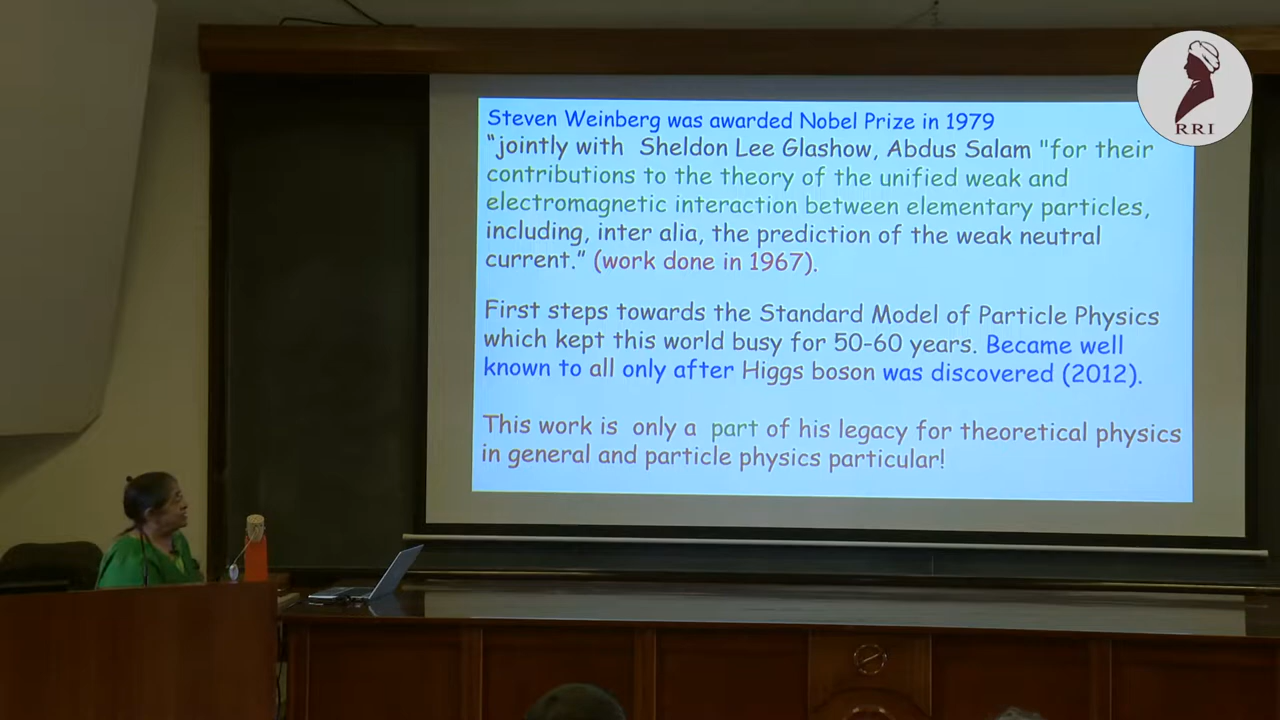 RRI
Steven Weinberg was awarded Nobel Prize in 1979
“jointly with Sheldon Lee Glashow, Abdus Salam "for their
contributions to the theory of the unified weak and
electromagnetic interaction between elementary particles,
including, inter alia, the prediction of the weak neutral
current.” (work done in 1967).
First steps towards the Standard Model of Particle Physics
which kept this world busy for 50-60 years. Became well
known to all only after Higgs boson was discovered (2012).
This work is only a part of his legacy for theoretical physics
in general and particle physics particular!